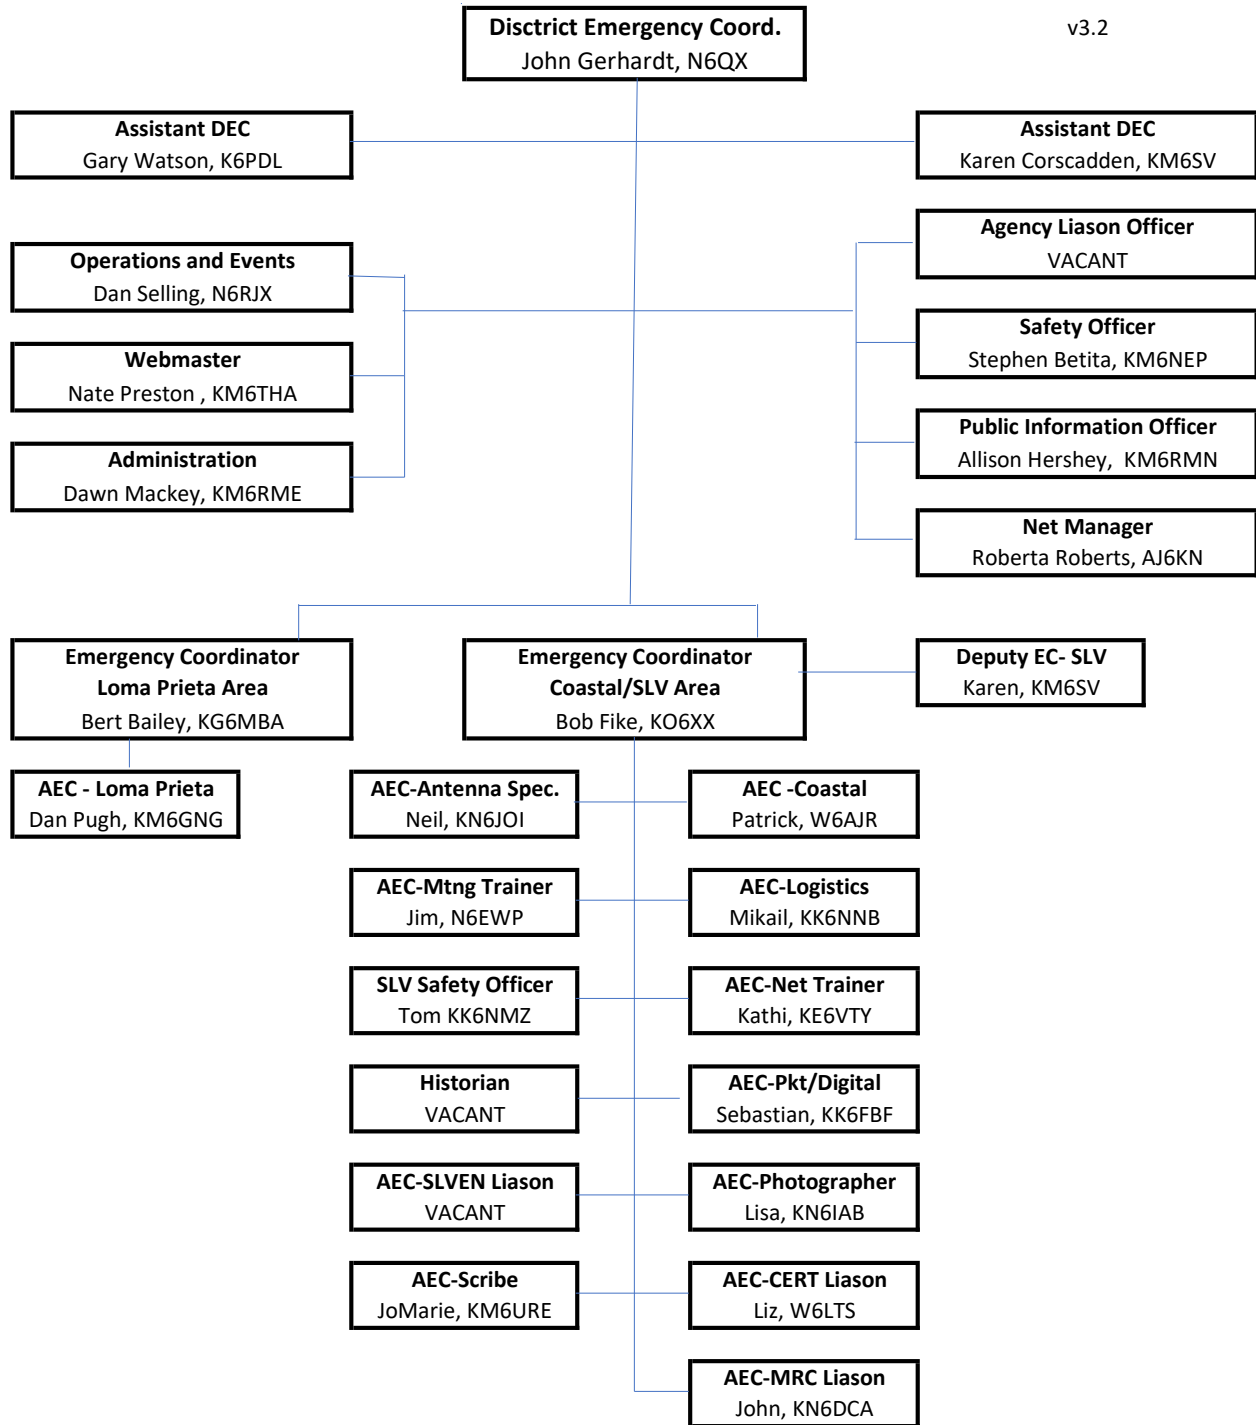 Disctrict Emergency Coord.
John Gerhardt, N6QX
v3.2
Assistant DEC
Gary Watson, K6PDL
Assistant DEC
Karen Corscadden, KM6SV
Operations and Events
Dan Selling, N6RJX
Webmaster
Nate Preston , KM6THA
Administration
Dawn Mackey, KM6RME
Agency Liason Officer
VACANT
Safety Officer
Stephen Betita, KM6NEP
Public Information Officer
Allison Hershey, KM6RMN
Net Manager
Roberta Roberts, AJ6KN
Emergency Coordinator
Loma Prieta Area
Bert Bailey, KG6MBA
Emergency Coordinator
Coastal/SLV Area
Bob Fike, KO6XX
Deputy EC- SLV
Karen, KM6SV
AEC - Loma Prieta
Dan Pugh, KM6GNG
AEC-Antenna Spec.
Neil, KN6JOI
AEC -Coastal
Patrick, W6AJR
AEC-Mtng Trainer
Jim, N6EWP
AEC-Logistics
Mikail, KK6NNB
SLV Safety Officer
Tom KK6NMZ
AEC-Net Trainer
Kathi, KE6VTY
Historian
VACANT
AEC-Pkt/Digital
Sebastian, KK6FBF
AEC-SLVEN Liason
VACANT
AEC-Photographer
Lisa, KN6IAB
AEC-Scribe
JoMarie, KM6URE
AEC-CERT Liason
Liz, W6LTS
AEC-MRC Liason
John, KN6DCA